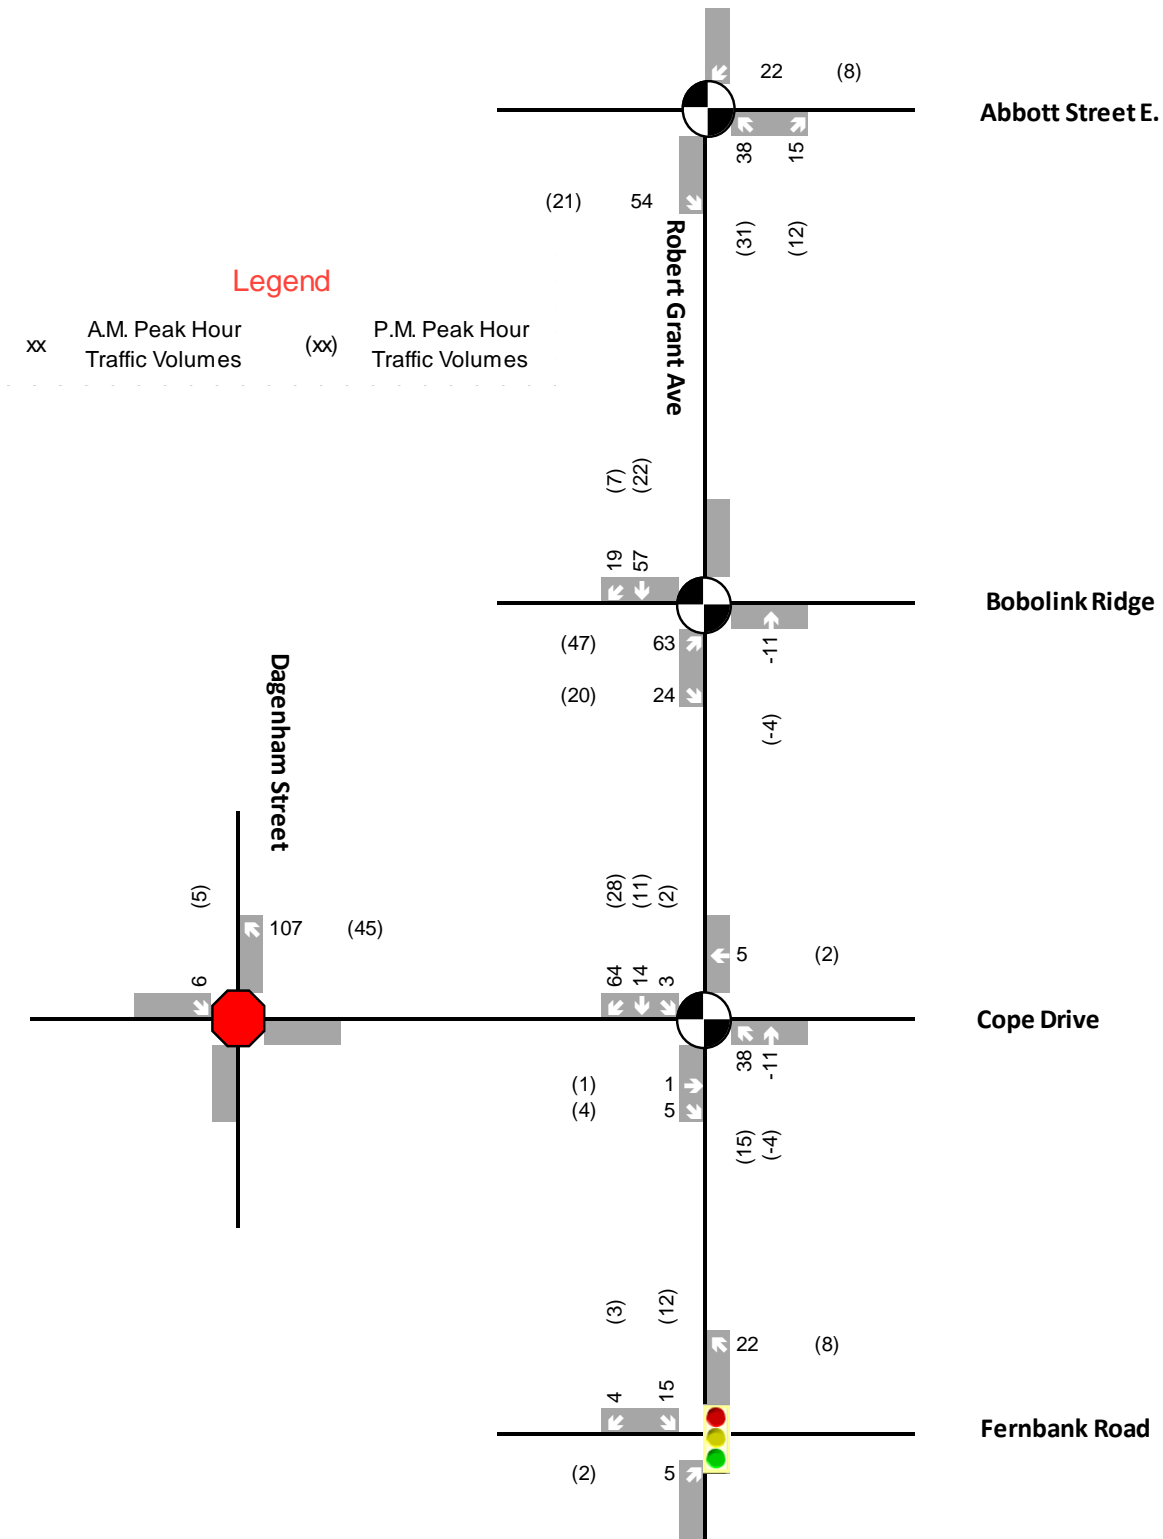 22 (8)
Abbott Street E.
38 15
(21) 54
(31) (12)
Robert Grant Ave
Legend
xx A.M. Peak Hour Traffic Volumes
(xx) P.M. Peak Hour Traffic Volumes
(7) (22)
19 57
Bobolink Ridge
(47) 63
-11
(20) 24
(-4)
Dagenham Street
(5)
107 (45)
6
(28) (11) (2)
5 (2)
64 14 3
Cope Drive
38 -11
(1) 1
(4) 5
(15) (-4)
(3) (12)
22 (8)
4 15
Fernbank Road
(2) 5